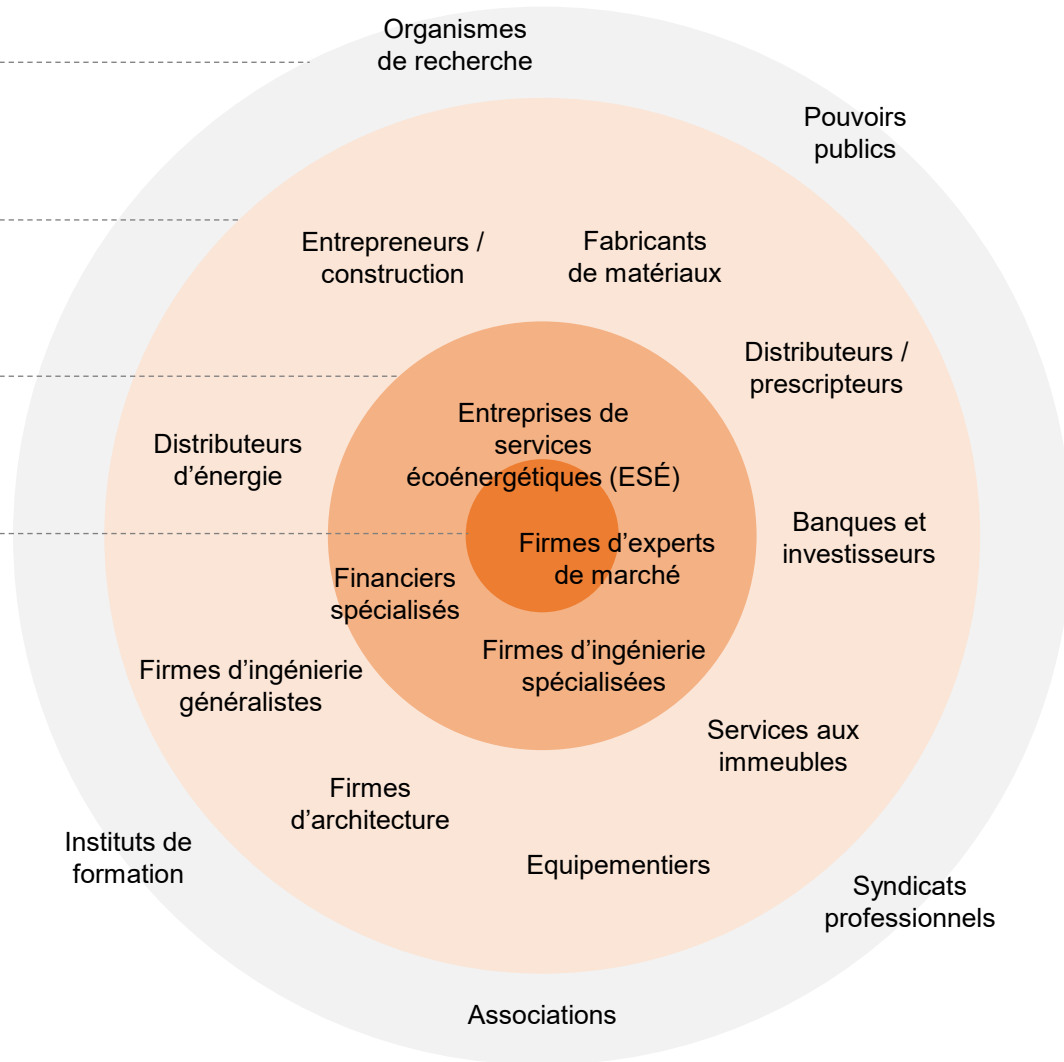 Organismes
de recherche
Pouvoirs
publics
Entrepreneurs /
construction
Fabricants
de matériaux
Distributeurs /
prescripteurs
Entreprises de
services
écoénergétiques (ESÉ)
Distributeurs
d’énergie
Banques et
investisseurs
Firmes d’experts
de marché
Financiers
spécialisés
Firmes d’ingénierie
spécialisées
Firmes d’ingénierie
généralistes
Services aux
immeubles
Firmes
d’architecture
Instituts de
formation
Equipementiers
Syndicats
professionnels
Associations